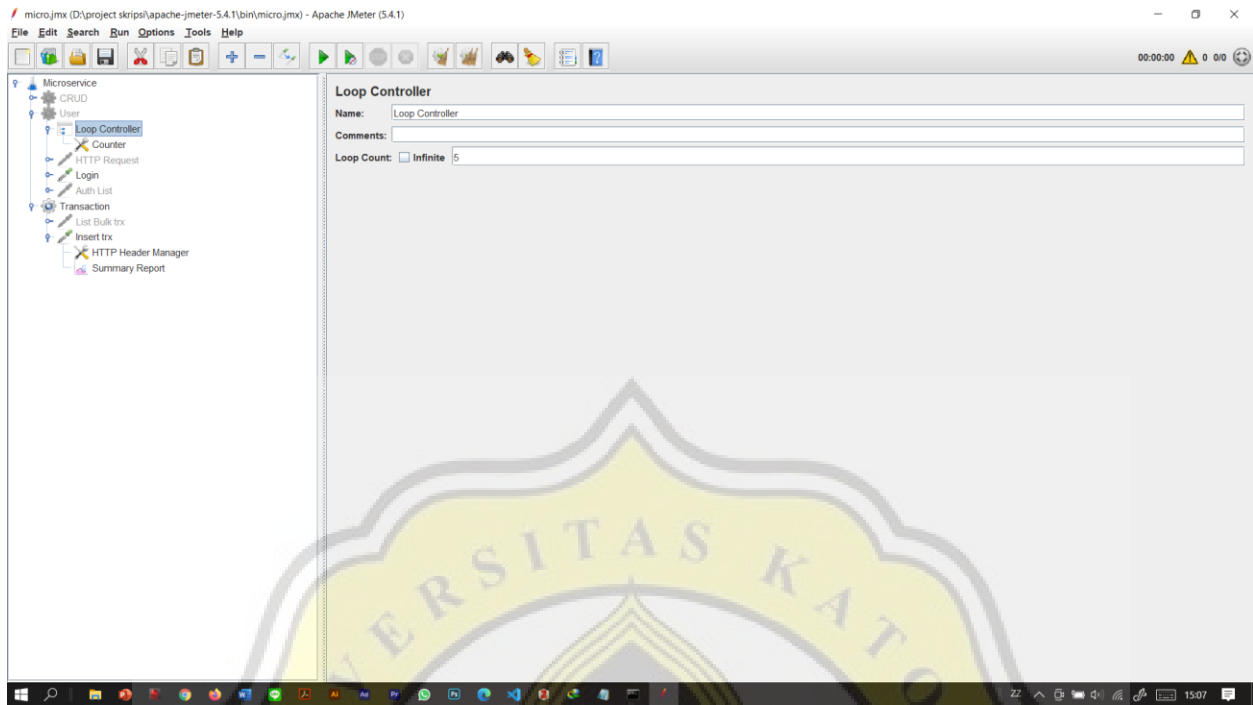 micro.jmx (D:\project skripsi\apache-jmeter-5.4.1\bin\micro.jmx) - Apache JMeter (5.4.1)
File Edit Search Run Options Tools Help
00:00:00 0 0/0
Microservice
CRUD
User
Loop Controller
Counter
HTTP Request
Login
Auth List
Transaction
List Bulk trx
Insert trx
HTTP Header Manager
Summary Report
Loop Controller
Name: Loop Controller
Comments:
Loop Count: Infinite 5
ERSITAS KATO
15:07